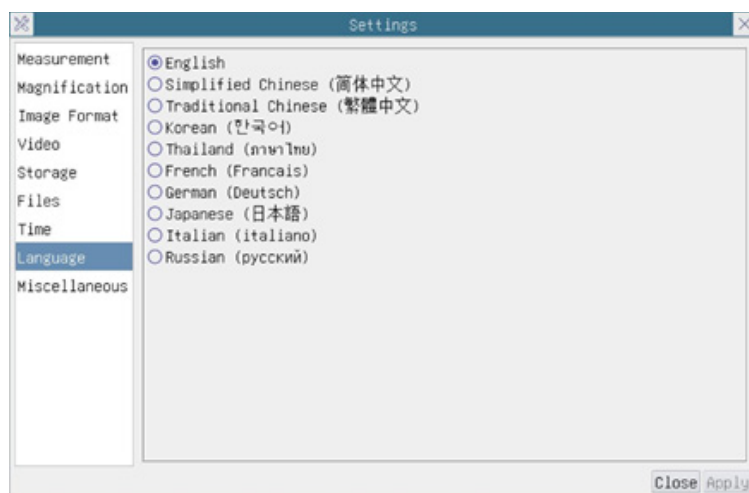 Settings
Measurement
Magnification
Image Format
Video
Storage
Files
Time
Language
Miscellaneous
English
Simplified Chinese (简体中文)
Traditional Chinese (繁體中文)
Korean (한국어)
Thailand (ภาษาไทย)
French (Francais)
German (Deutsch)
Japanese (日本語)
Italian (italiano)
Russian (русский)
Close Apply